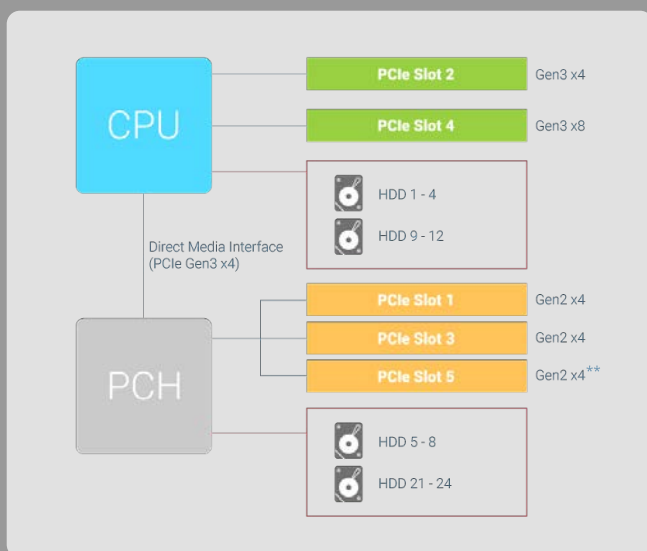 CPU
PCIe Slot 2
Gen3 x4
PCIe Slot 4
Gen3 x8
HDD 1 - 4
HDD 9 - 12
Direct Media Interface
(PCIe Gen3 x4)
PCH
PCIe Slot 1
Gen2 x4
PCIe Slot 3
Gen2 x4
PCIe Slot 5
Gen2 x4**
HDD 5 - 8
HDD 21 - 24